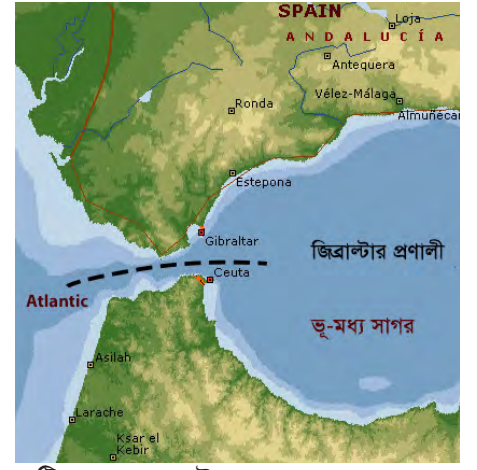 SPAIN
Loja
ANDALUCÍA
Antequera
Vélez-Málaga
Ronda
Almuñecar
Estepona
Gibraltar
জিব্রাল্টার প্রণালী
Ceuta
Atlantic
ভূ-মধ্য সাগর
Asilah
Larache
Ksar el
Kebir